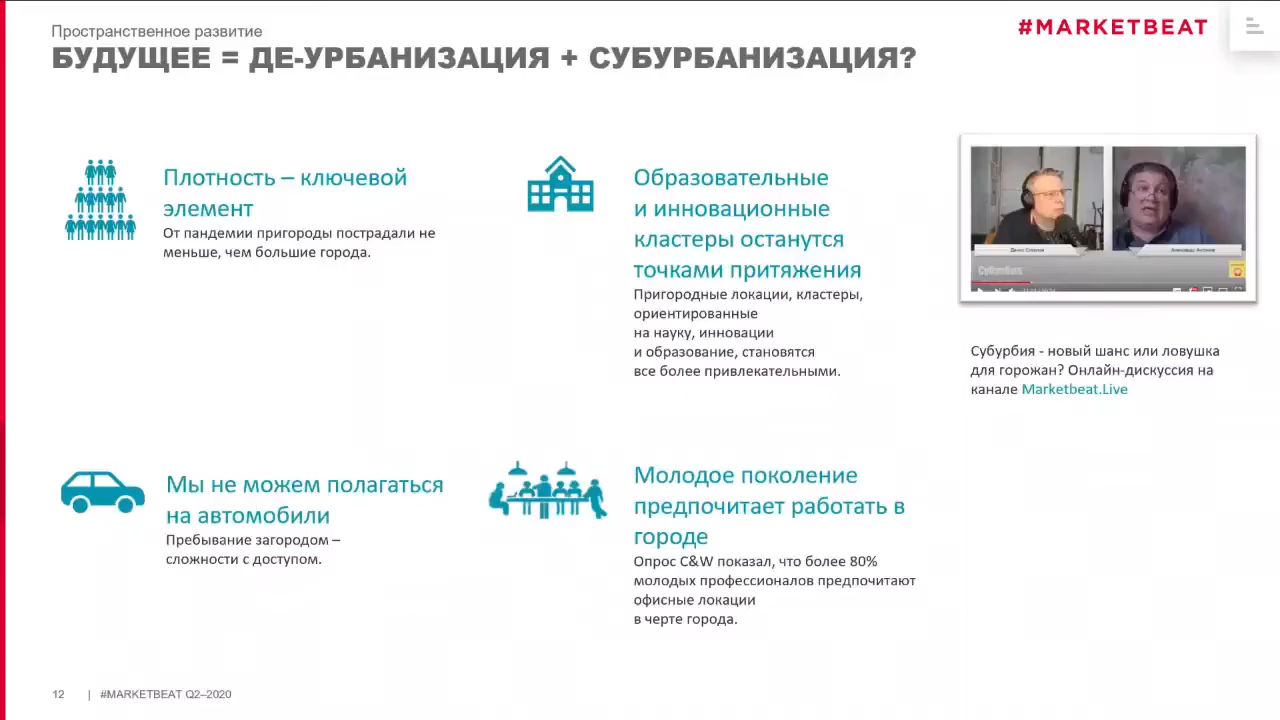 Пространственное развитие
БУДУЩЕЕ = ДЕ-УРБАНИЗАЦИЯ + СУБУРБАНИЗАЦИЯ?
#MARKETBEAT
Плотность – ключевой
элемент
От пандемии пригороды пострадали не
меньше, чем большие города.
Образовательные
и инновационные
кластеры останутся
точками притяжения
Пригородные локации, кластеры,
ориентированные
на науку, инновации
и образование, становятся
все более привлекательными.
Субурбия
Субурбия - новый шанс или ловушка
для горожан? Онлайн-дискуссия на
канале Marketbeat.Live
Мы не можем полагаться
на автомобили
Пребывание загородом –
сложности с доступом.
Молодое поколение
предпочитает работать в
городе
Опрос C&W показал, что более 80%
молодых профессионалов предпочитают
офисные локации
в черте города.
12 | #MARKETBEAT Q2–2020